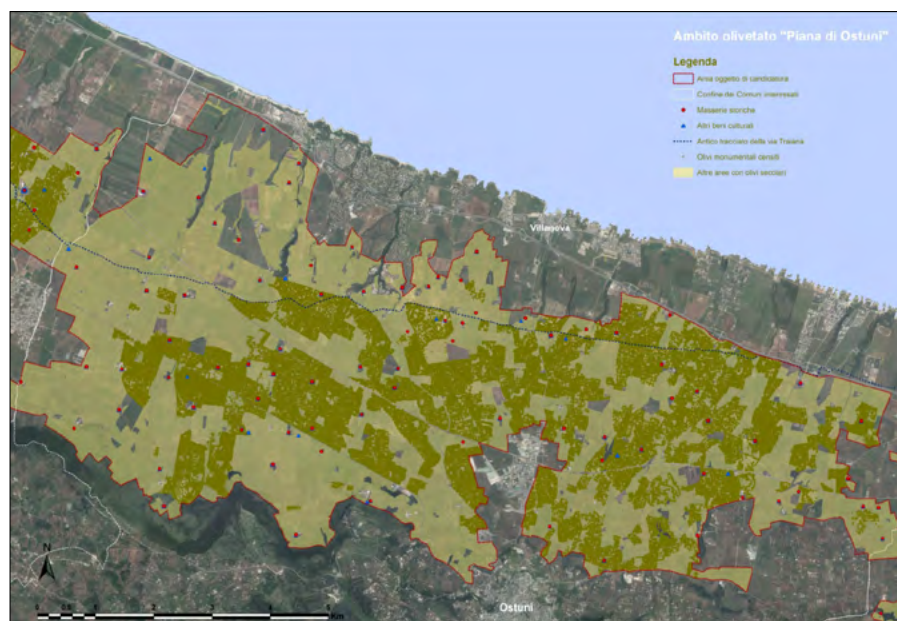 Ambito olivetato "Piana di Ostuni"
Legenda
Area oggetto di candidatura
Confine dei Comuni interessati
Masserie storiche
Altri beni culturali
Antico tracciato della via Traiana
Olivi monumentali censiti
Altre aree con olivi secolari
Villanova
N
Ostuni
Km